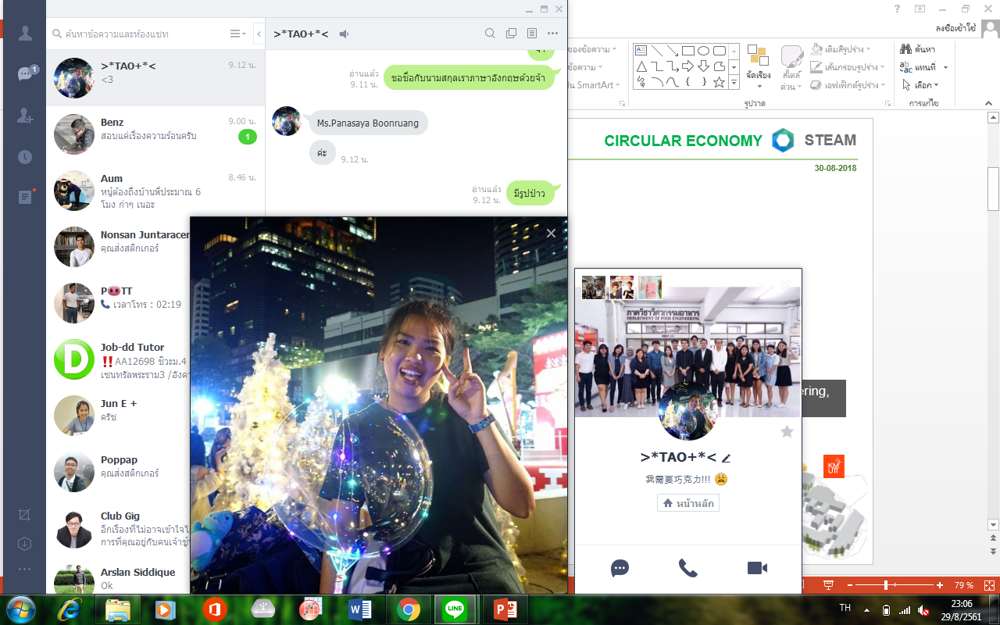 ค้นหาข้อความและห้องแชท
>*TAO+*<
9.12 น.
<3
Benz
9.00 น.
สอบแค่เรื่องความร้อนครับ
1
Aum
8.46 น.
หมู่ต้องถึงบ้านพี่ประมาณ 6
โมง ก่าๆ เนอะ
Nonsan Juntaracer
คุณส่งสติกเกอร์
P🐽TT
เวลาโทร : 02:19
Job-dd Tutor
‼️AA12698 ชีวะม.4
เซนทรัลพระราม3 /อังคา
Jun E +
ครัช
Poppap
คุณส่งสติกเกอร์
Club Gig
อีกเรื่องที่ไม่อาจเข้าใจไ
การที่คุณอยู่กับคนเจ้าชู้
Arslan Siddique
Ok
1
>*TAO+*<
จ้า
อ่านแล้ว
9.11 น.
ขอชื่อกับนามสกุลเราภาษาอังกฤษด้วยจ้า
Ms.Panasaya Boonruang
ค่ะ
9.12 น.
อ่านแล้ว
9.12 น.
มีรูปป่าว
ลงชื่อเข้าใช้
ของข้อความ
ข้อความ
น SmartArt
จัดเรียง
สไตล์
ด่วน
เติมสีรูปร่าง
เส้นกรอบรูปร่าง
เอฟเฟ็กต์รูปร่าง
รูปวาด
ค้นหา
แทนที่
เลือก
การแก้ไข
CIRCULAR ECONOMY
STEAM
30-08-2018
ภาควิชาวิศวกรรมอาหาร
DEPARTMENT OF FOOD ENGINEERING
ering,
>*TAO+*<
我需要巧克力!!! 😩
หน้าหลัก
KM
UTT
79 %
TH
23:06
29/8/2561
LINE